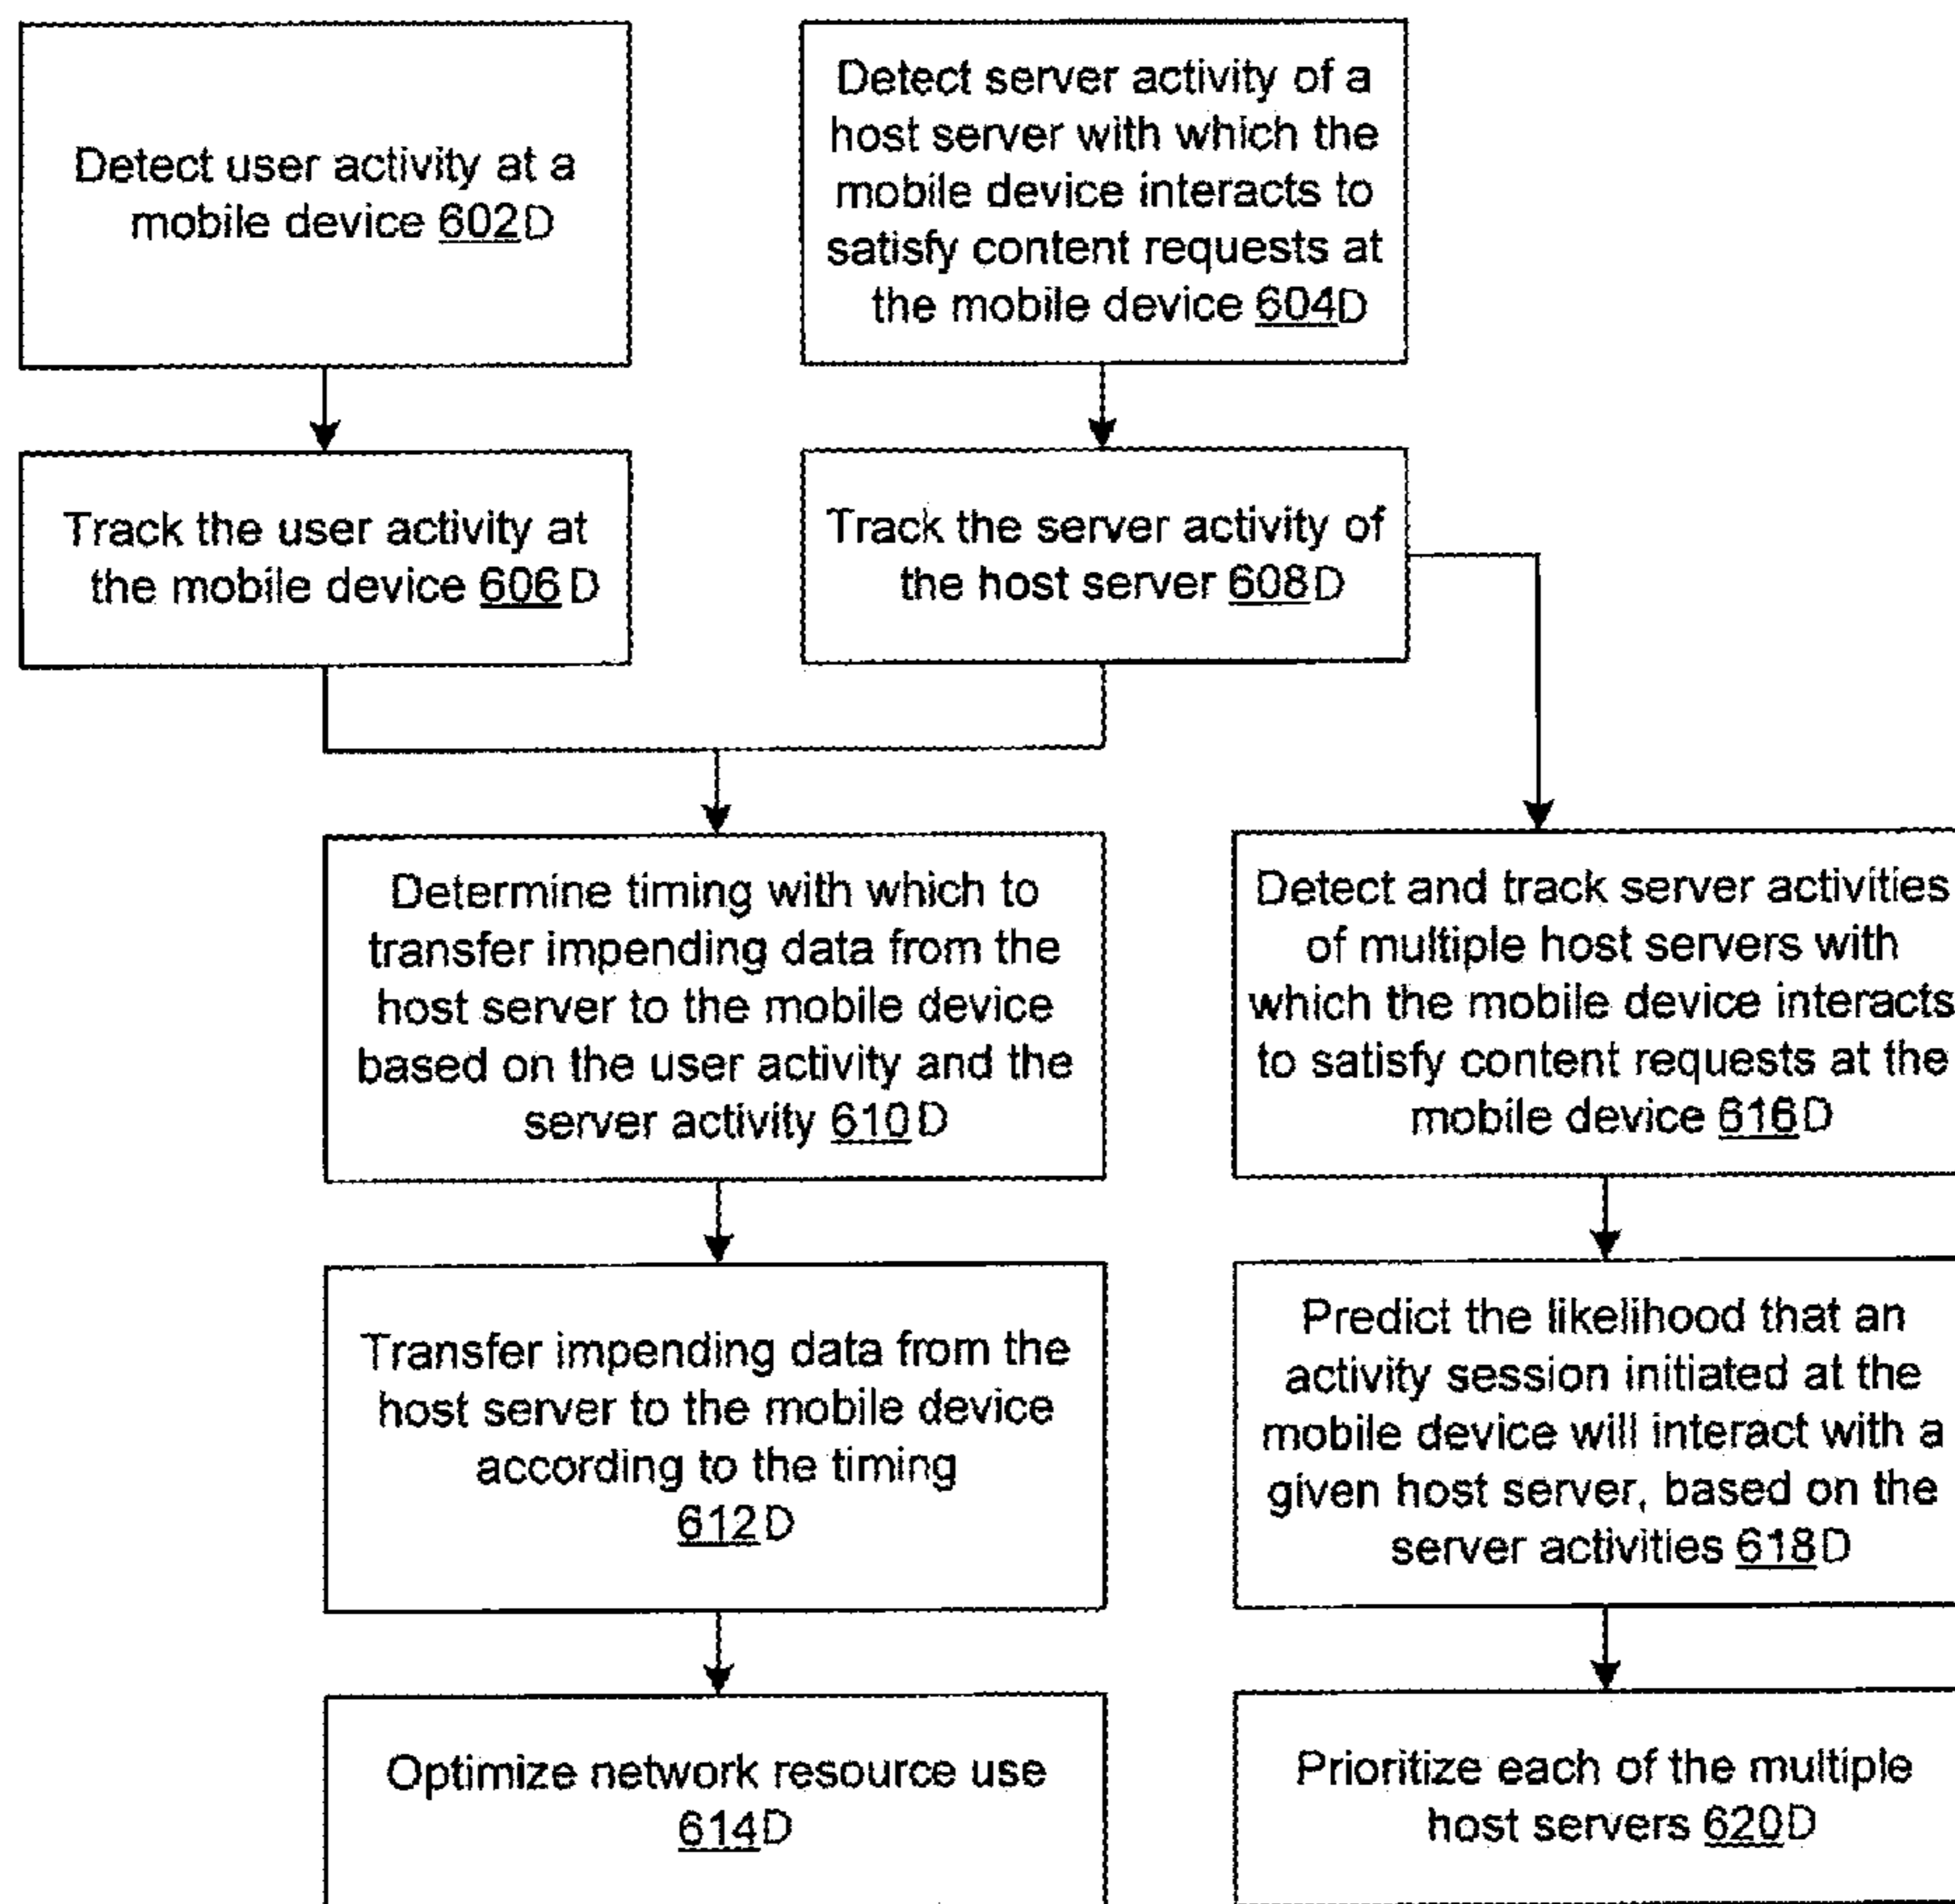 Detect user activity at a
mobile device 602D
Detect server activity of a
host server with which the
mobile device interacts to
satisfy content requests at
the mobile device 604D
Track the user activity at
the mobile device 606 D
Track the server activity of
the host server 608D
Determine timing with which to
transfer impending data from the
host server to the mobile device
based on the user activity and the
server activity 610D
Detect and track server activities
of multiple host servers with
which the mobile device interacts
to satisfy content requests at the
mobile device 616D
Transfer impending data from the
host server to the mobile device
according to the timing
612D
Predict the likelihood that an
activity session initiated at the
mobile device will interact with a
given host server, based on the
server activities 618D
Optimize network resource use
614D
Prioritize each of the multiple
host servers 620D